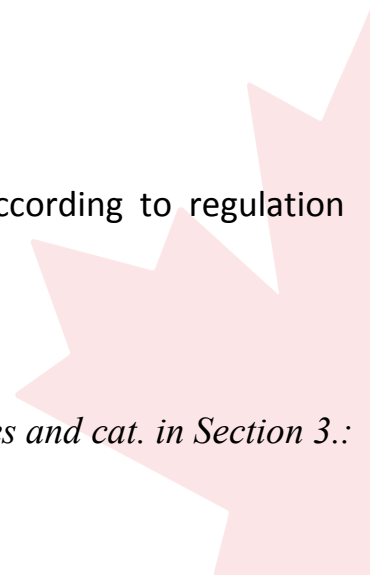 ccording to regulation
es and cat. in Section 3.: